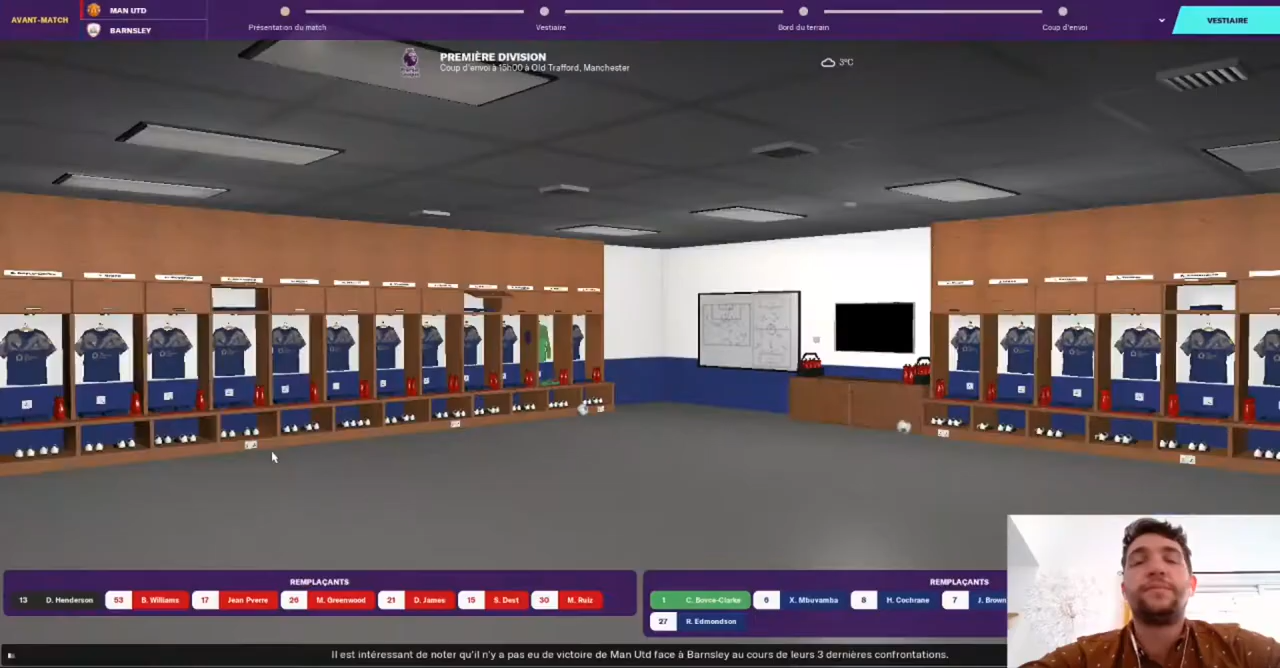 AVANT-MATCH
MAN UTD
BARNSLEY
Présentation du match
Vestiaire
Bord du terrain
Coup d'envoi
VESTIAIRE
PREMIÈRE DIVISION
Coup d'envoi à 15h00 à Old Trafford, Manchester
3°C
REMPLAÇANTS
13 D. Henderson 53 B. Williams 17 Jean Pyerre 26 M. Greenwood 21 D. James 15 S. Dest 30 M. Ruiz
REMPLAÇANTS
1 C. Boyce-Clarke 6 X. Mbuyamba 8 H. Cochrane 7 J. Brown
27 R. Edmondson
Il est intéressant de noter qu'il n'y a pas eu de victoire de Man Utd face à Barnsley au cours de leurs 3 dernières confrontations.